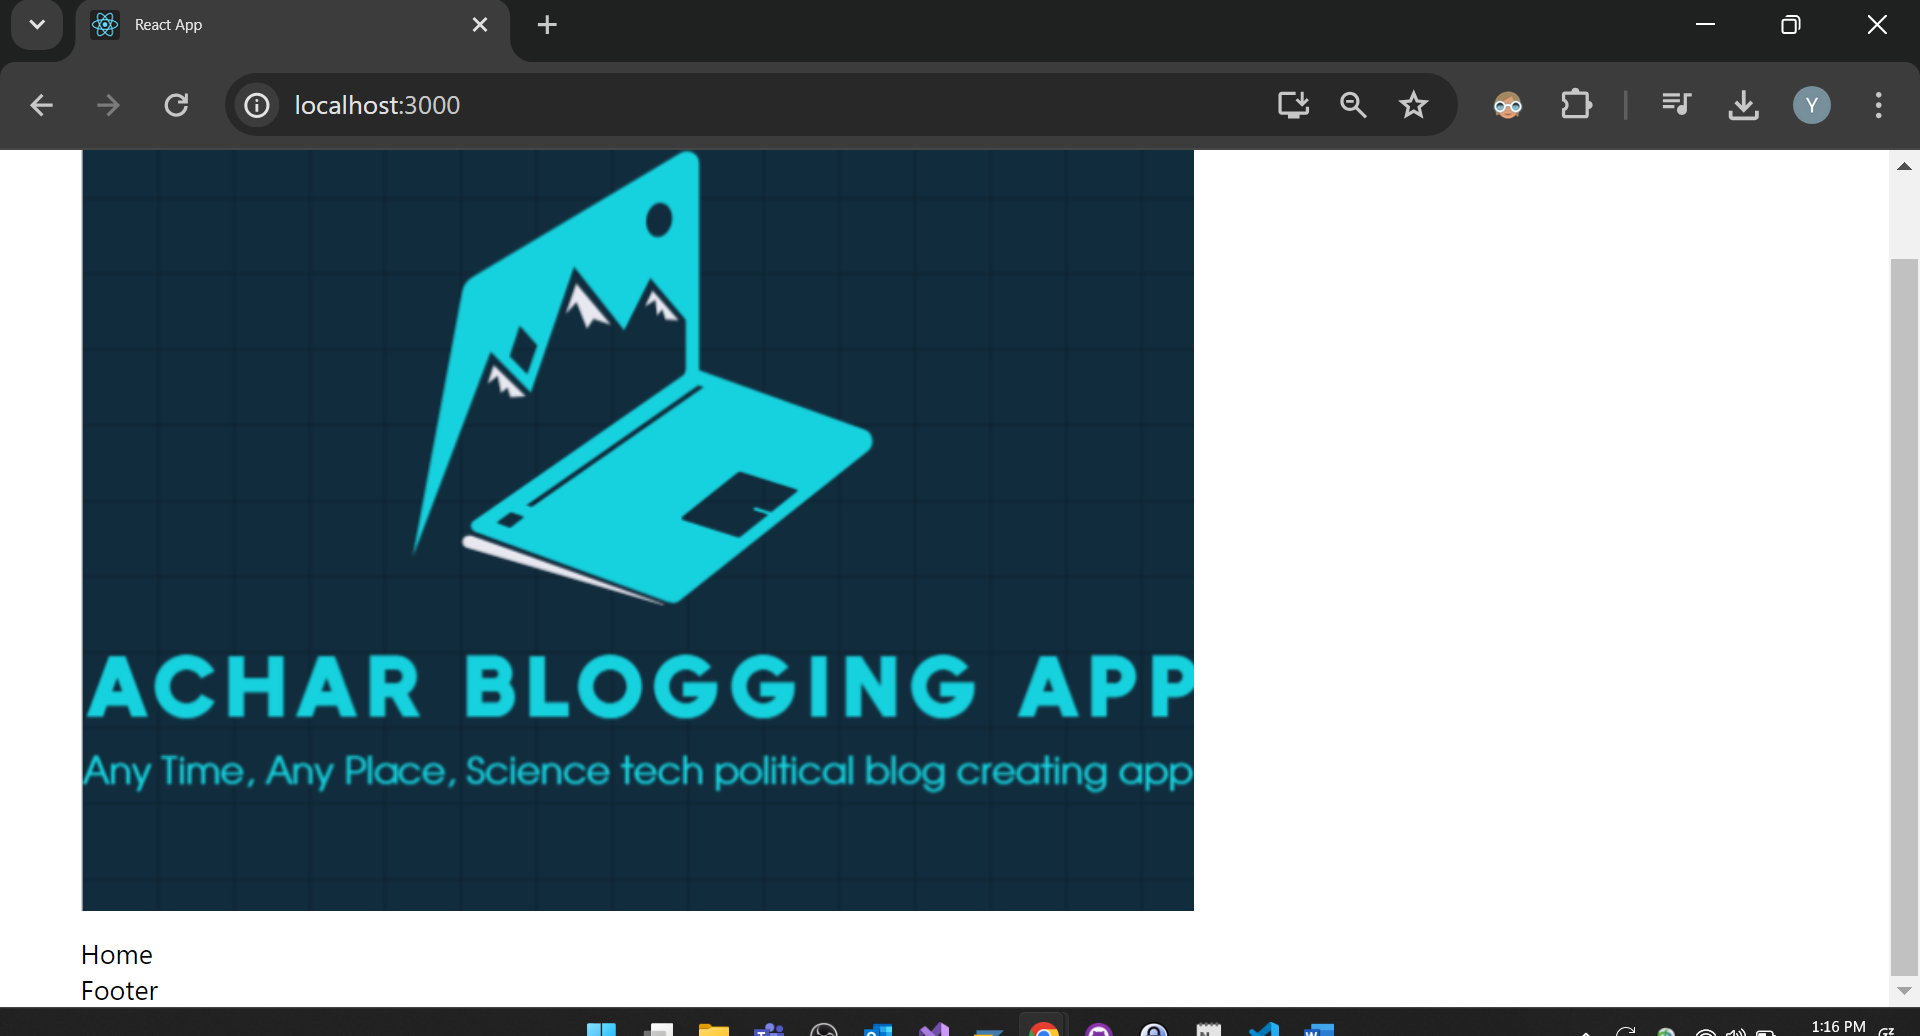 React App
localhost:3000
Y
ACHAR BLOGGING APP
Any Time, Any Place, Science tech political blog creating app
Home
Footer
1:16 PM